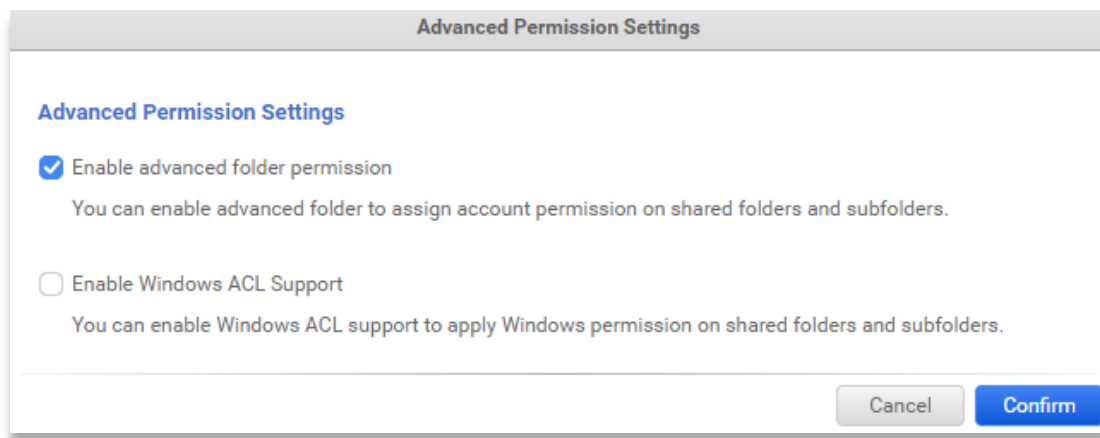 Advanced Permission Settings
Advanced Permission Settings
Enable advanced folder permission
You can enable advanced folder to assign account permission on shared folders and subfolders.
Enable Windows ACL Support
You can enable Windows ACL support to apply Windows permission on shared folders and subfolders.
Cancel Confirm